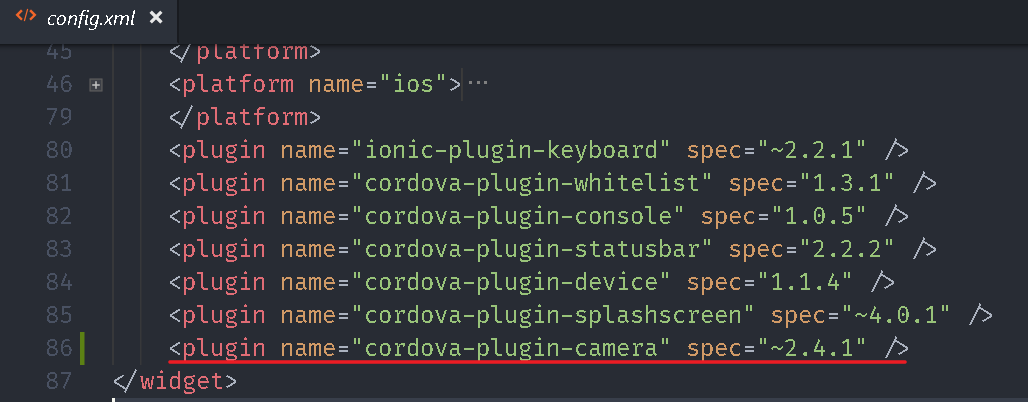 config.xml ×
45 </platform>
46 <platform name="ios">…
79 </platform>
80 <plugin name="ionic-plugin-keyboard" spec="~2.2.1" />
81 <plugin name="cordova-plugin-whitelist" spec="1.3.1" />
82 <plugin name="cordova-plugin-console" spec="1.0.5" />
83 <plugin name="cordova-plugin-statusbar" spec="2.2.2" />
84 <plugin name="cordova-plugin-device" spec="1.1.4" />
85 <plugin name="cordova-plugin-splashscreen" spec="~4.0.1" />
86 <plugin name="cordova-plugin-camera" spec="~2.4.1" />
87 </widget>